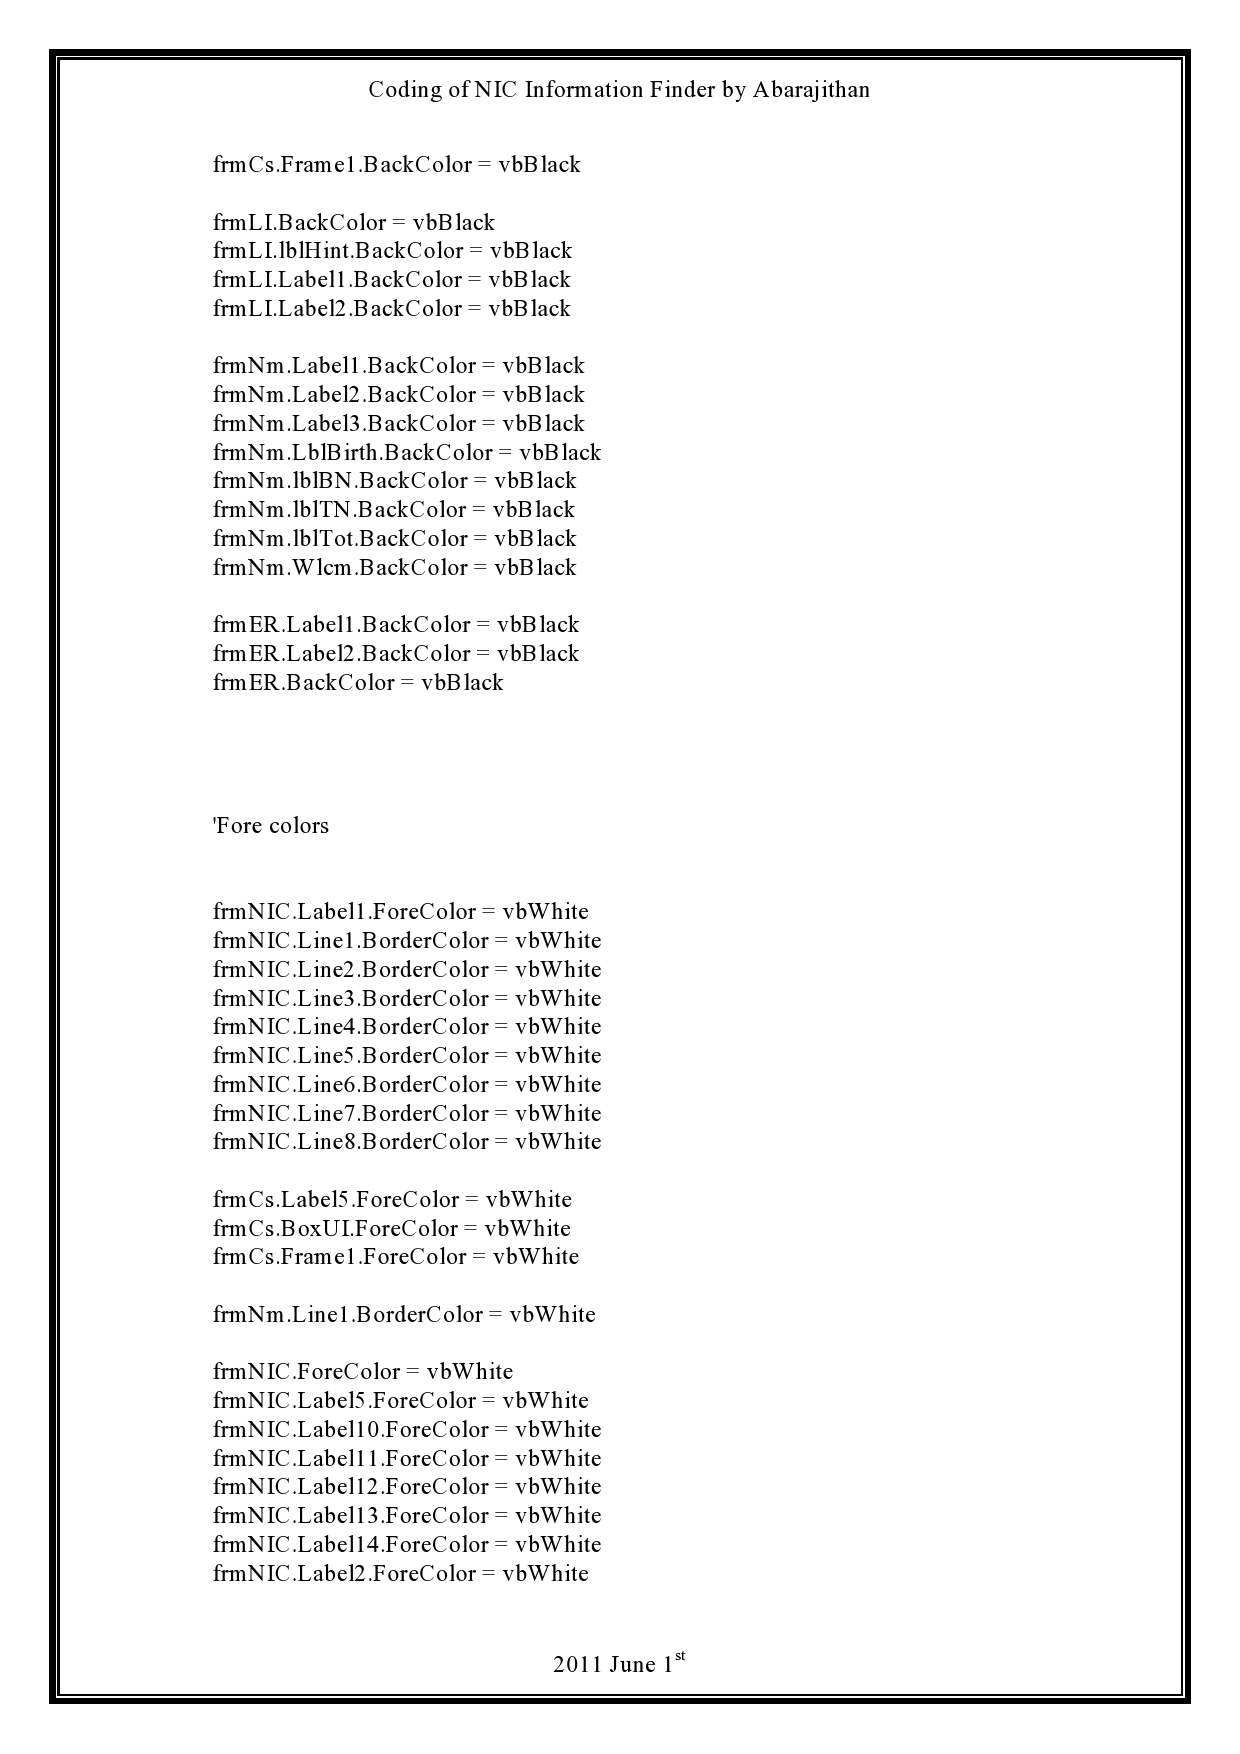 Coding of NIC Information Finder by Abarajithan
frmCs.Frame1.BackColor = vbBlack
frmLI.BackColor = vbBlack
frmLI.lblHint.BackColor = vbBlack
frmLI.Label1.BackColor = vbBlack
frmLI.Label2.BackColor = vbBlack
frmNm.Label1.BackColor = vbBlack
frmNm.Label2.BackColor = vbBlack
frmNm.Label3.BackColor = vbBlack
frmNm.LblBirth.BackColor = vbBlack
frmNm.lblBN.BackColor = vbBlack
frmNm.lblTN.BackColor = vbBlack
frmNm.lblTot.BackColor = vbBlack
frmNm.Wlcm.BackColor = vbBlack
frmER.Label1.BackColor = vbBlack
frmER.Label2.BackColor = vbBlack
frmER.BackColor = vbBlack
'Fore colors
frmNIC.Label1.ForeColor = vbWhite
frmNIC.Line1.BorderColor = vbWhite
frmNIC.Line2.BorderColor = vbWhite
frmNIC.Line3.BorderColor = vbWhite
frmNIC.Line4.BorderColor = vbWhite
frmNIC.Line5.BorderColor = vbWhite
frmNIC.Line6.BorderColor = vbWhite
frmNIC.Line7.BorderColor = vbWhite
frmNIC.Line8.BorderColor = vbWhite
frmCs.Label5.ForeColor = vbWhite
frmCs.BoxUI.ForeColor = vbWhite
frmCs.Frame1.ForeColor = vbWhite
frmNm.Line1.BorderColor = vbWhite
frmNIC.ForeColor = vbWhite
frmNIC.Label5.ForeColor = vbWhite
frmNIC.Label10.ForeColor = vbWhite
frmNIC.Label11.ForeColor = vbWhite
frmNIC.Label12.ForeColor = vbWhite
frmNIC.Label13.ForeColor = vbWhite
frmNIC.Label14.ForeColor = vbWhite
frmNIC.Label2.ForeColor = vbWhite
2011 June 1st